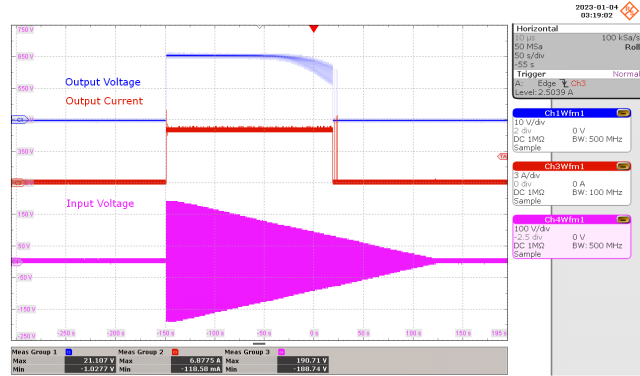 2023-01-04
03:19:02
Horizontal
10 µs 100 kSa/s
50 MSa Roll
50 s/div
-55 s
Trigger Normal
A: Edge Ch3
Level: 2.5039 A
Ch1Wfm1
10 V/div
2 div 0 V
DC 1MΩ BW: 500 MHz
Sample
Ch3Wfm1
3 A/div
0 div 0 A
DC 1MΩ BW: 100 MHz
Sample
Ch4Wfm1
100 V/div
-2.5 div 0 V
DC 1MΩ BW: 500 MHz
Sample
750 V
650 V
550 V
C1
450 V
350 V
TA
250 V
150 V
50 V
-50 V
-150 V
-250 V
Output Voltage
Output Current
Input Voltage
-250 s -200 s -150 s -100 s -50 s 0 s 50 s 100 s 150 s 195 s
Meas Group 1 Meas Group 2 Meas Group 3
Max 21.107 V Max 6.8775 A Max 190.71 V
Min -1.0277 V Min -118.58 mA Min -188.74 V